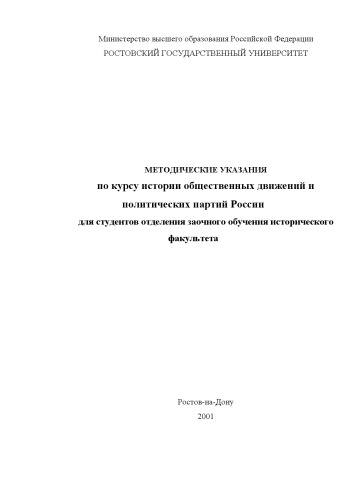 Министерство высшего образования Российской Федерации
РОСТОВСКИЙ ГОСУДАРСТВЕННЫЙ УНИВЕРСИТЕТ
МЕТОДИЧЕСКИЕ УКАЗАНИЯ
по курсу истории общественных движений и
политических партий России
для студентов отделения заочного обучения исторического
факультета
Ростов-на-Дону
2001